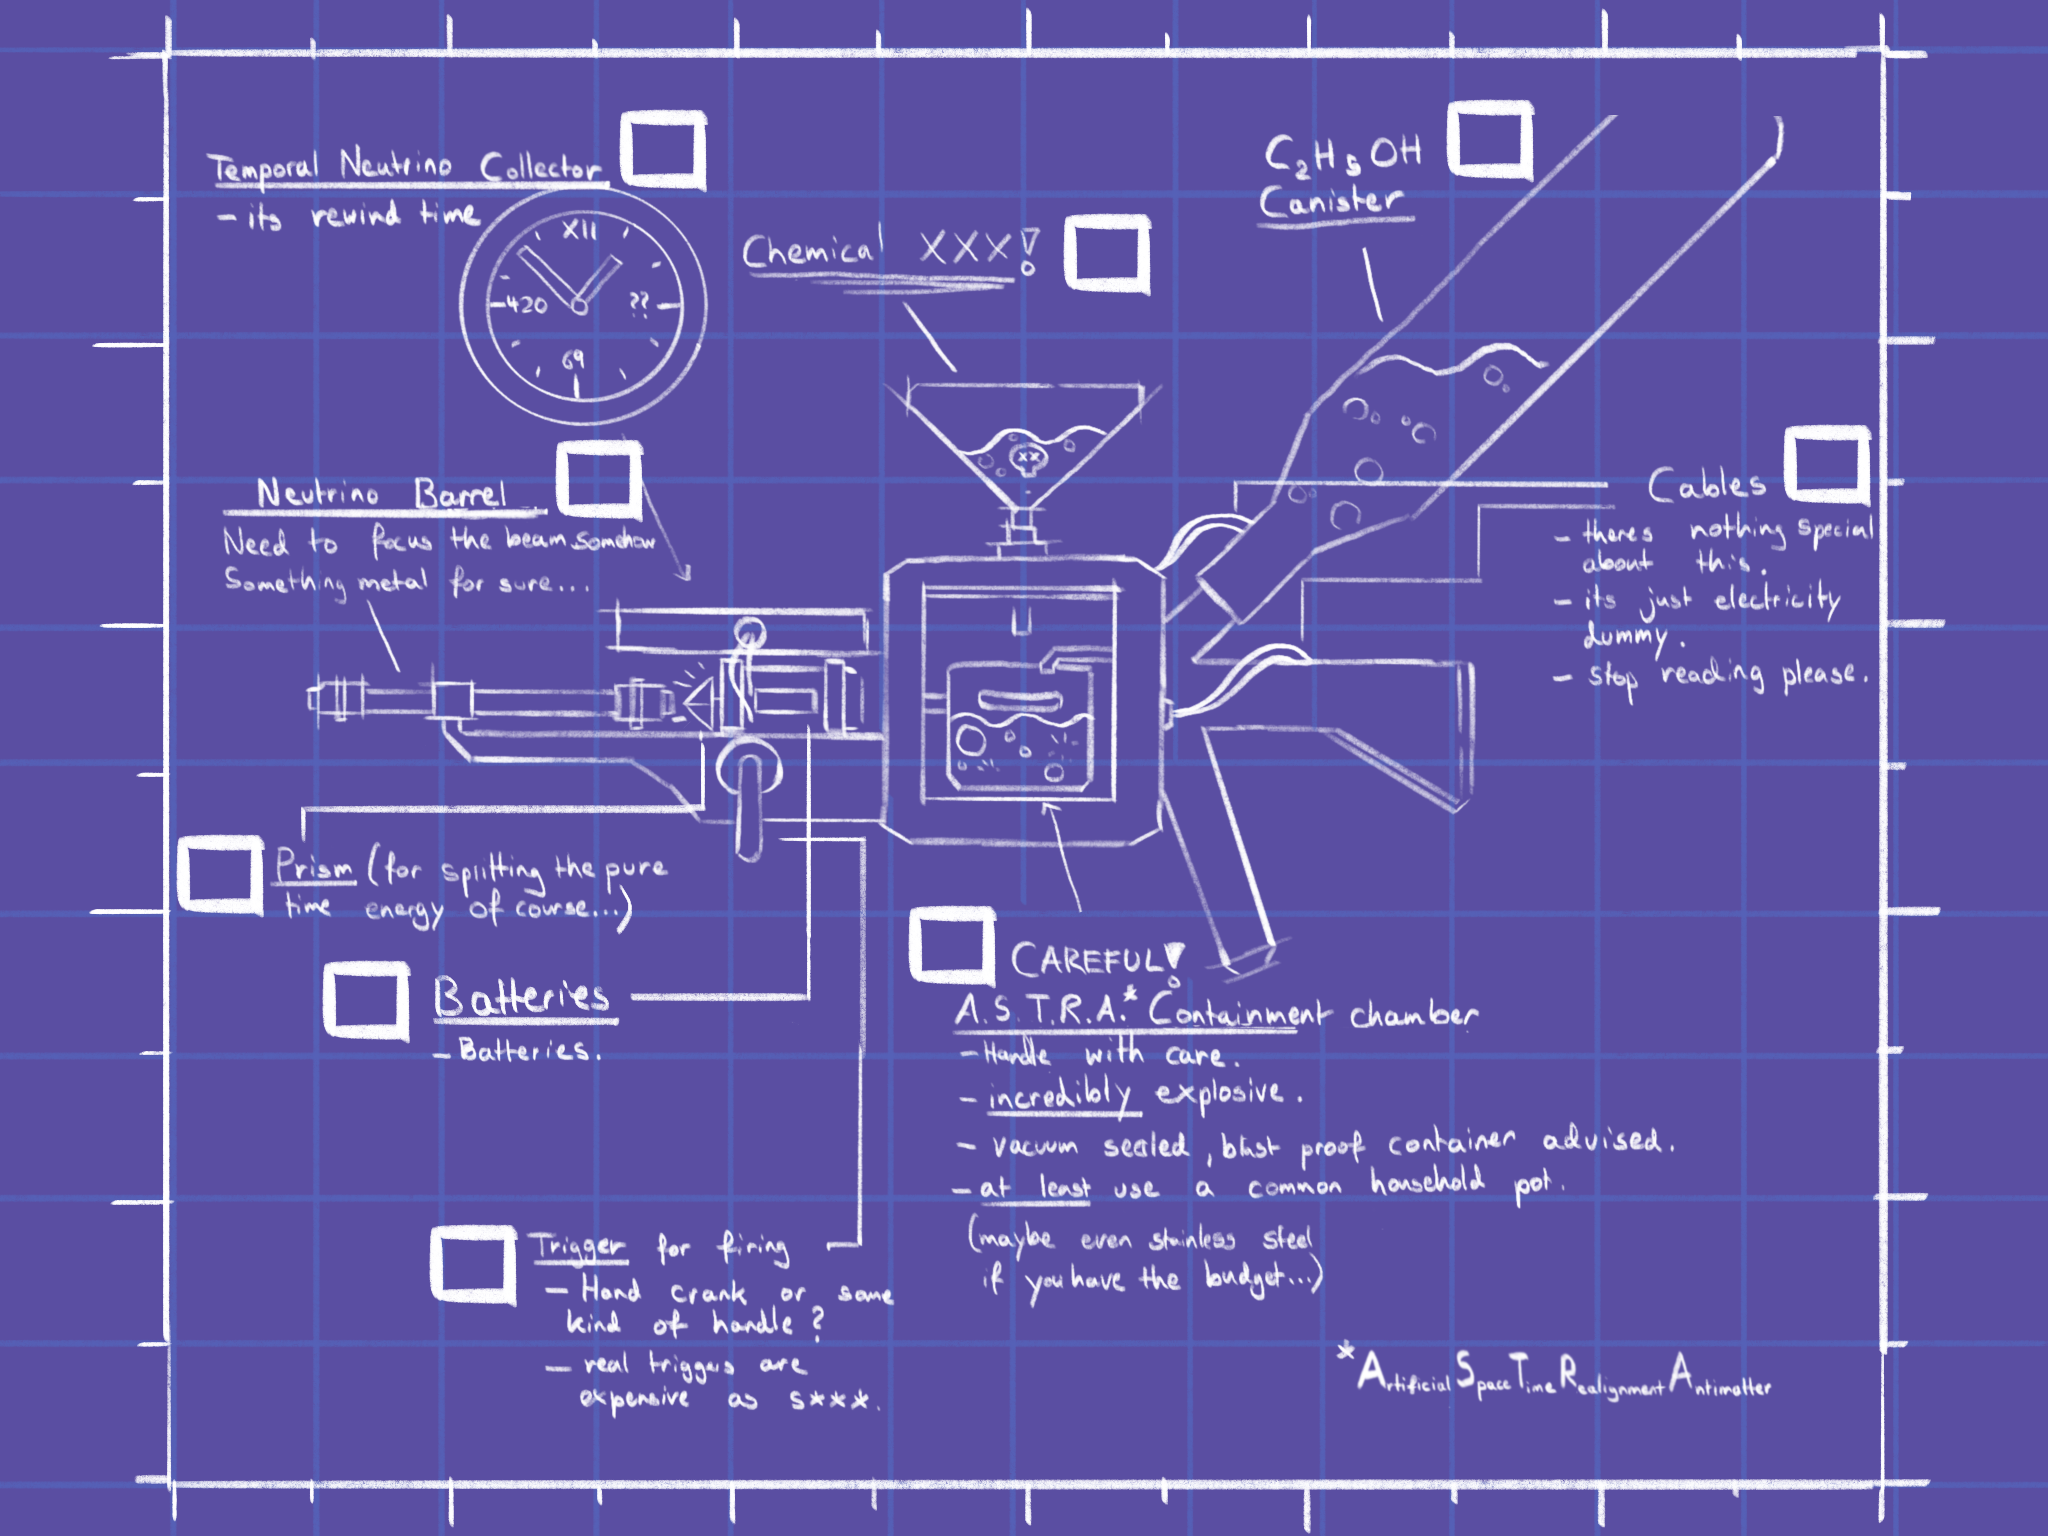 Temporal Neutrino Collector
- its rewind time
XII
420
??
69
Chemical XXX!
C₂H₅OH
Canister
XX
Neutrino Barrel
Need to focus the beam somehow
Something metal for sure...
Cables
- theres nothing special
about this.
- its just electricity
dummy.
- stop reading please.
Prism (for splitting the pure
time energy of course...)
Batteries
- Batteries.
CAREFUL!
A.S.T.R.A.* Containment chamber
- Handle with care.
- incredibly explosive.
- vacuum sealed, blast proof container advised.
- at least use a common household pot.
(maybe even stainless steel
if you have the budget...)
Trigger for firing
- Hand crank or some
kind of handle?
- real triggers are
expensive as s***.
*Artificial Space Time Realignment Antimatter